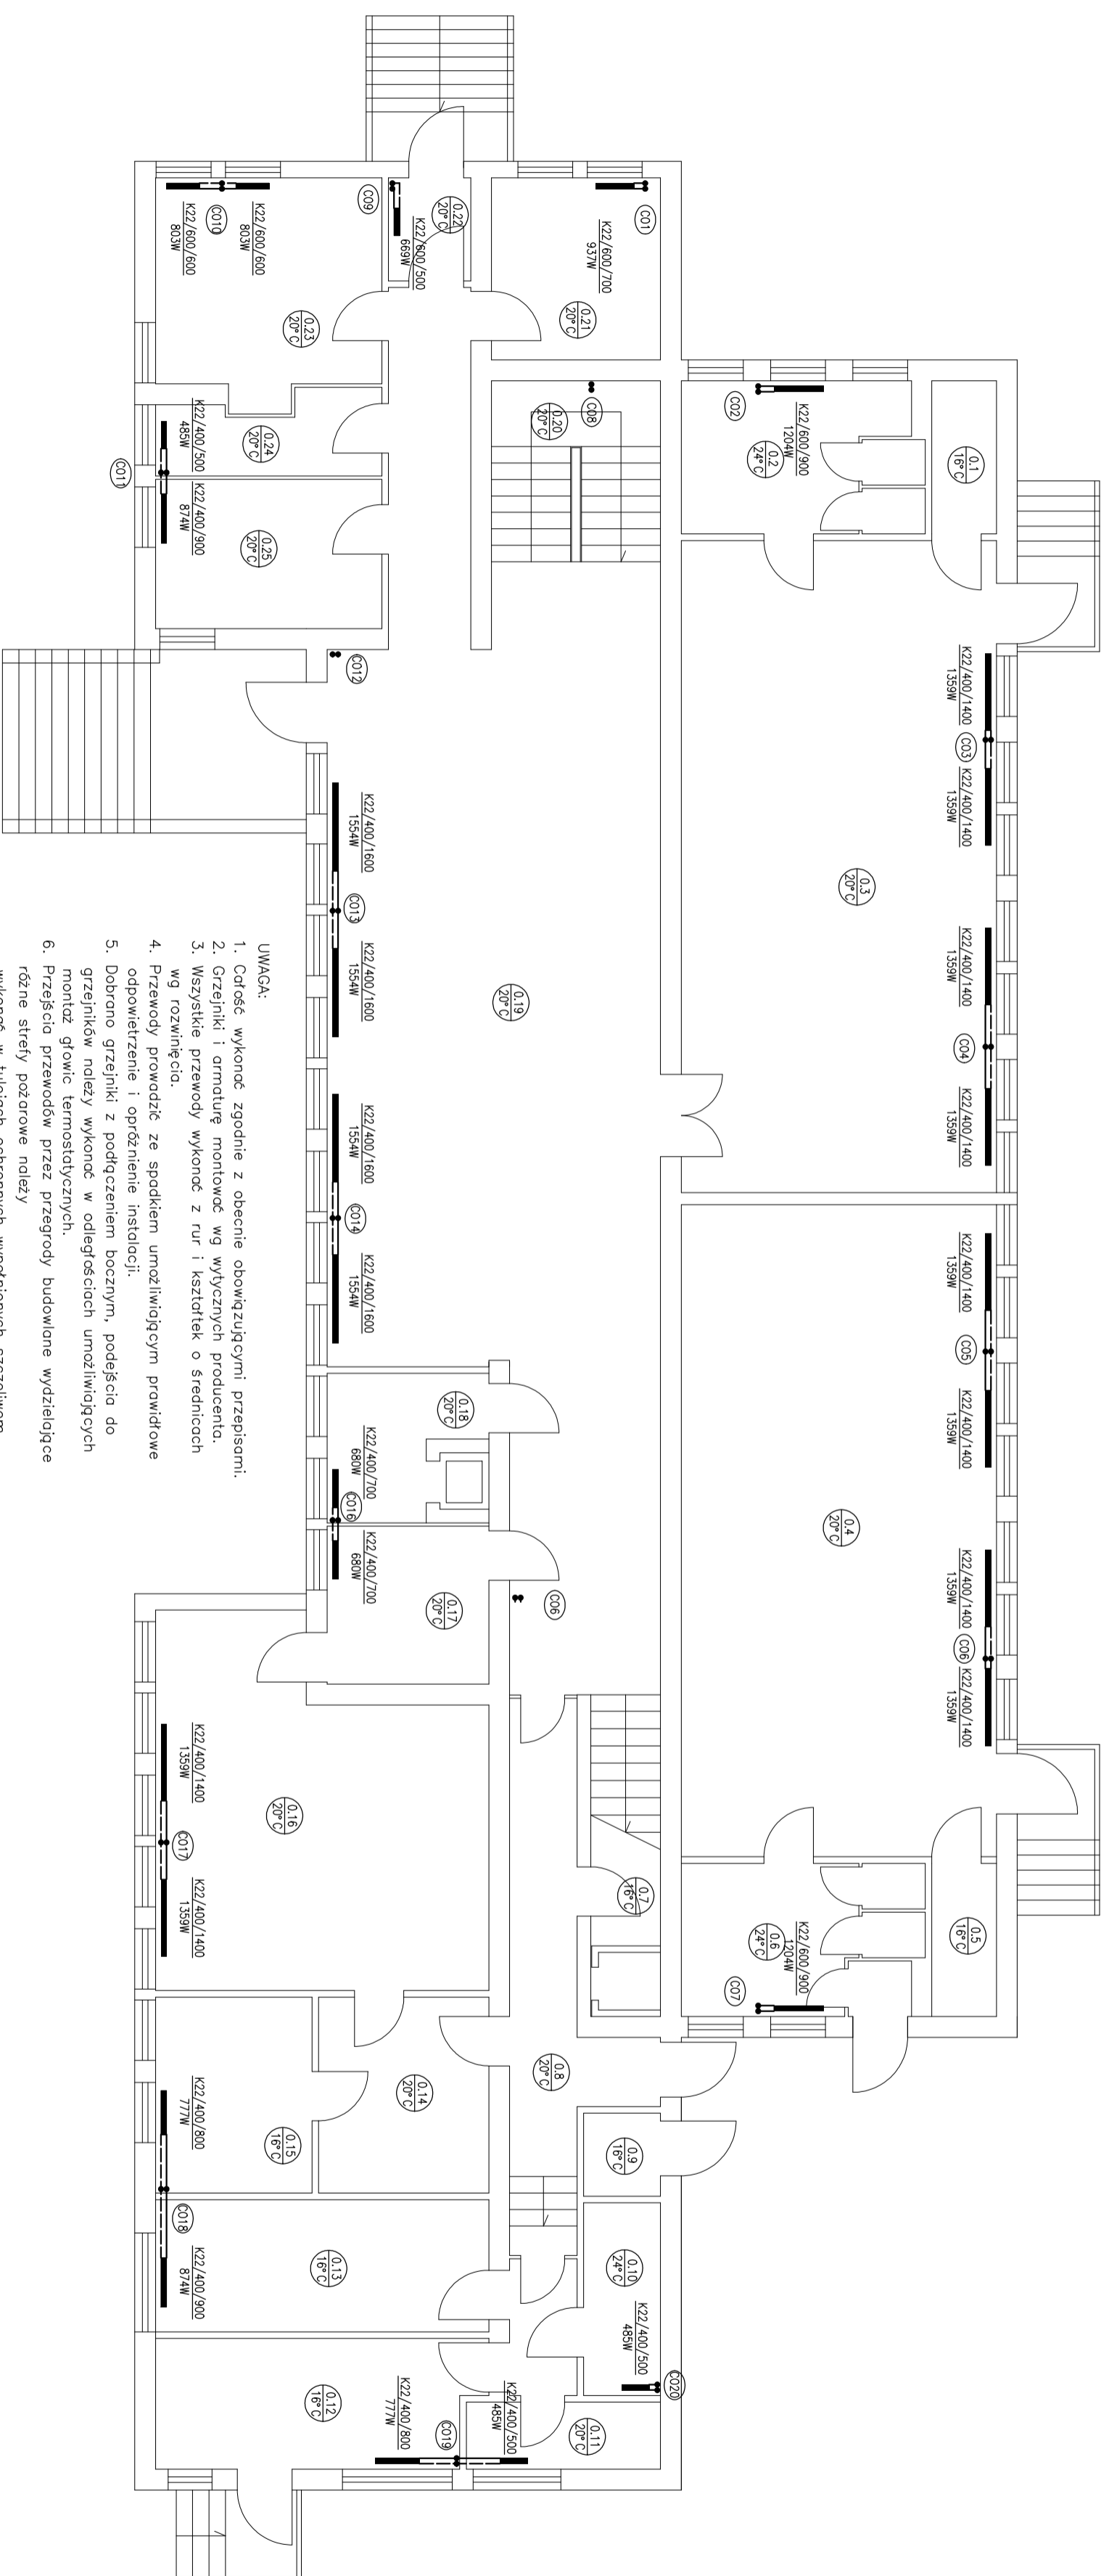 C01
K22/600/700
937W
0.21
20°C
0.22
20°C
C09
K22/600/500
669W
K22/600/600
803W
C010
K22/600/600
803W
0.23
20°C
0.24
20°C
K22/400/500
485W
C011
K22/400/900
874W
0.25
20°C
C08
0.20
20°C
C02
K22/600/900
1204W
0.2
24°C
0.1
16°C
K22/400/1400
1359W
C03
K22/400/1400
1359W
0.3
20°C
K22/400/1400
1359W
C04
K22/400/1400
1359W
K22/400/1400
1359W
C05
K22/400/1400
1359W
0.4
20°C
K22/400/1400
1359W
C06
K22/400/1400
1359W
0.5
16°C
K22/600/900
1204W
0.6
24°C
C07
C012
K22/400/1600
1554W
C013
K22/400/1600
1554W
0.19
20°C
K22/400/1600
1554W
C014
K22/400/1600
1554W
0.18
20°C
K22/400/700
680W
C016
K22/400/700
680W
0.17
20°C
C06
0.7
16°C
K22/400/1400
1359W
0.16
20°C
C017
K22/400/1400
1359W
0.8
20°C
0.14
20°C
0.9
16°C
K22/400/800
777W
0.15
16°C
C018
K22/400/900
874W
0.13
16°C
0.10
24°C
K22/400/500
485W
C020
0.12
16°C
K22/400/800
777W
C019
K22/400/500
485W
0.11
20°C
UWAGA:
1. Całość wykonać zgodnie z obecnie obowiązującymi przepisami.
2. Grzejniki i armaturę montować wg wytycznych producenta.
3. Wszystkie przewody wykonać z rur i kształtek o średnicach
wg rozwinięcia.
4. Przewody prowadzić ze spadkiem umożliwiającym prawidłowe
odpowietrzenie i opróżnienie instalacji.
5. Dobrano grzejniki z podłączeniem bocznym, podejścia do
grzejników należy wykonać w odległościach umożliwiających
montaż głowic termostatycznych.
6. Przejścia przewodów przez przegrody budowlane wydzielające
różne strefy pożarowe należy